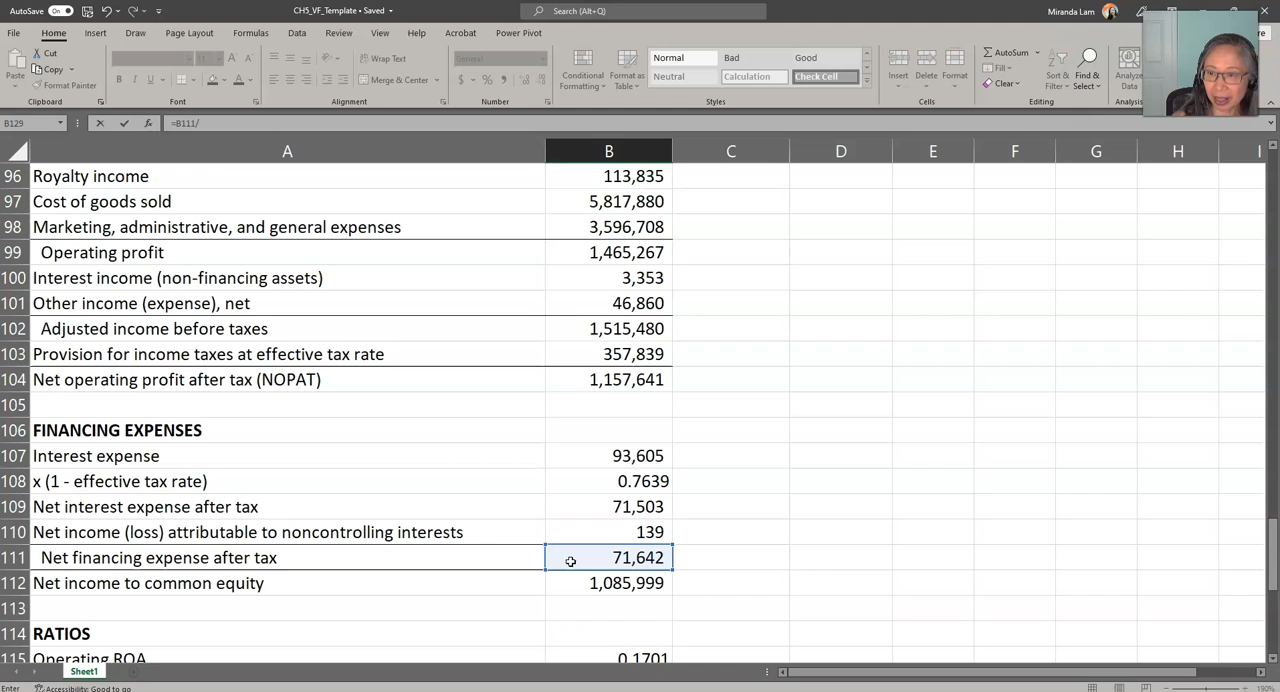 AutoSave On CH5_VF_Template • Saved Search (Alt+Q) Miranda Lam
File Home Insert Draw Page Layout Formulas Data Review View Help Acrobat Power Pivot
Paste Cut Copy Format Painter Clipboard
B I U Font
Wrap Text Merge & Center Alignment
General $ % Number
Conditional Formatting Format as Table Normal Bad Good Neutral Calculation Check Cell Styles
Insert Delete Format Cells
AutoSum Fill Clear Sort & Filter Find & Select Editing
Analyze Data Analysis
B129 fx =B111/
A B C D E F G H I
96 Royalty income 113,835
97 Cost of goods sold 5,817,880
98 Marketing, administrative, and general expenses 3,596,708
99 Operating profit 1,465,267
100 Interest income (non-financing assets) 3,353
101 Other income (expense), net 46,860
102 Adjusted income before taxes 1,515,480
103 Provision for income taxes at effective tax rate 357,839
104 Net operating profit after tax (NOPAT) 1,157,641
105
106 FINANCING EXPENSES
107 Interest expense 93,605
108 x (1 - effective tax rate) 0.7639
109 Net interest expense after tax 71,503
110 Net income (loss) attributable to noncontrolling interests 139
111 Net financing expense after tax 71,642
112 Net income to common equity 1,085,999
113
114 RATIOS
115 Operating ROA 0.1701
Sheet1
Enter Accessibility: Good to go 190%